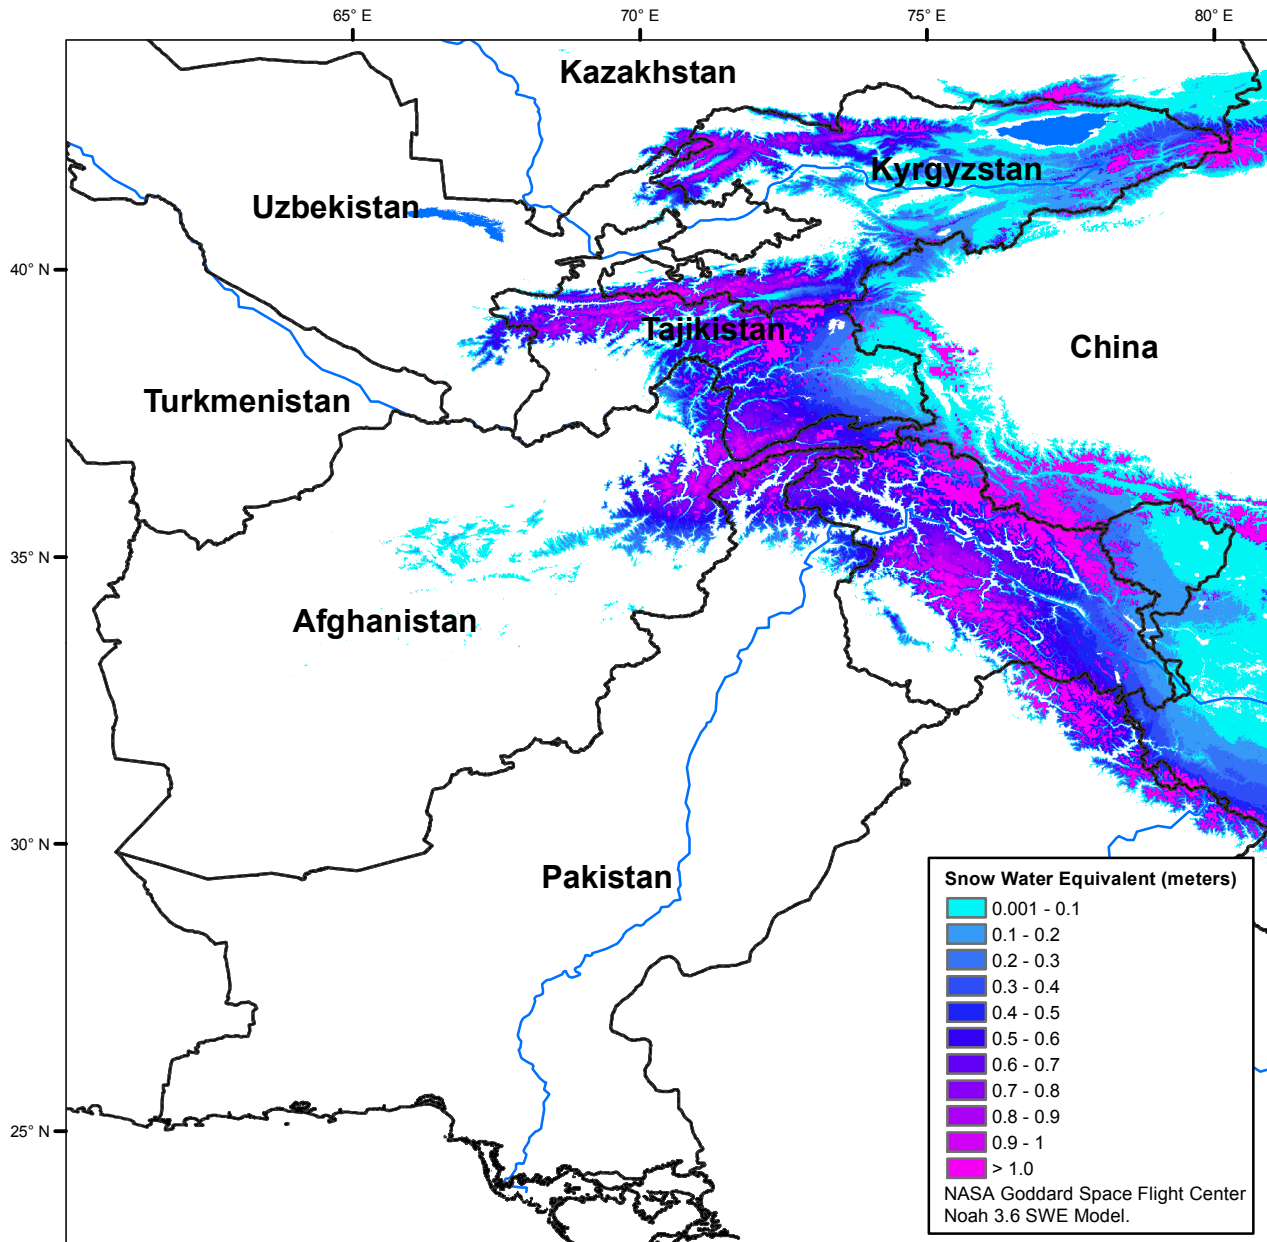 65° E
70° E
75° E
80° E
Kazakhstan
Kyrgyzstan
Uzbekistan
40° N
Tajikistan
China
Turkmenistan
35° N
Afghanistan
30° N
Pakistan
25° N
Snow Water Equivalent (meters)
0.001 - 0.1
0.1 - 0.2
0.2 - 0.3
0.3 - 0.4
0.4 - 0.5
0.5 - 0.6
0.6 - 0.7
0.7 - 0.8
0.8 - 0.9
0.9 - 1
> 1.0
NASA Goddard Space Flight Center
Noah 3.6 SWE Model.